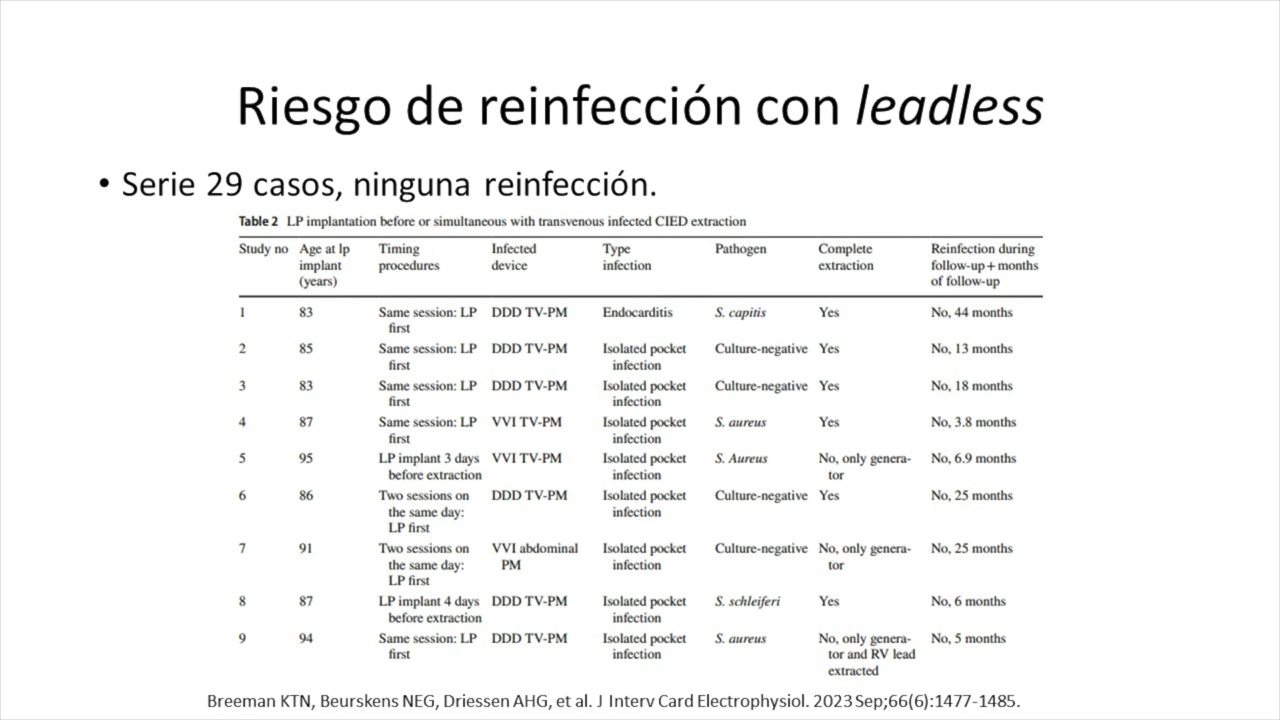 Riesgo de reinfección con leadless
• Serie 29 casos, ninguna reinfección.
Table 2 LP implantation before or simultaneous with transvenous infected CIED extraction
Study no Age at lp implant (years) Timing procedures Infected device Type infection Pathogen Complete extraction Reinfection during follow-up + months of follow-up
1 83 Same session: LP first DDD TV-PM Endocarditis S. capitis Yes No, 44 months
2 85 Same session: LP first DDD TV-PM Isolated pocket infection Culture-negative Yes No, 13 months
3 83 Same session: LP first DDD TV-PM Isolated pocket infection Culture-negative Yes No, 18 months
4 87 Same session: LP first VVI TV-PM Isolated pocket infection S. aureus Yes No, 3.8 months
5 95 LP implant 3 days before extraction VVI TV-PM Isolated pocket infection S. Aureus No, only genera-tor No, 6.9 months
6 86 Two sessions on the same day: LP first DDD TV-PM Isolated pocket infection Culture-negative Yes No, 25 months
7 91 Two sessions on the same day: LP first VVI abdominal PM Isolated pocket infection Culture-negative No, only genera-tor No, 25 months
8 87 LP implant 4 days before extraction DDD TV-PM Isolated pocket infection S. schleiferi Yes No, 6 months
9 94 Same session: LP first DDD TV-PM Isolated pocket infection S. aureus No, only genera-tor and RV lead extracted No, 5 months
Breeman KTN, Beurskens NEG, Driessen AHG, et al. J Interv Card Electrophysiol. 2023 Sep;66(6):1477-1485.